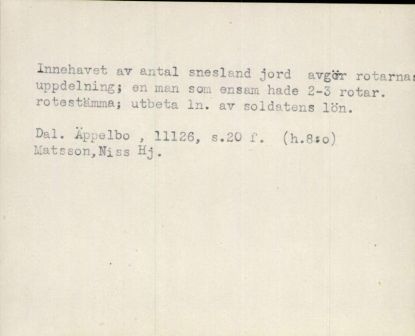 Innehavet av antal snesland jord avgör rotarnas
uppdelning; en man som ensam hade 2-3 rotar.
rotestämma; utbeta ln. av soldatens lön.
Dal. Äppelbo , 11126, s.20 f. (h.8:o)
Matsson,Niss Hj.